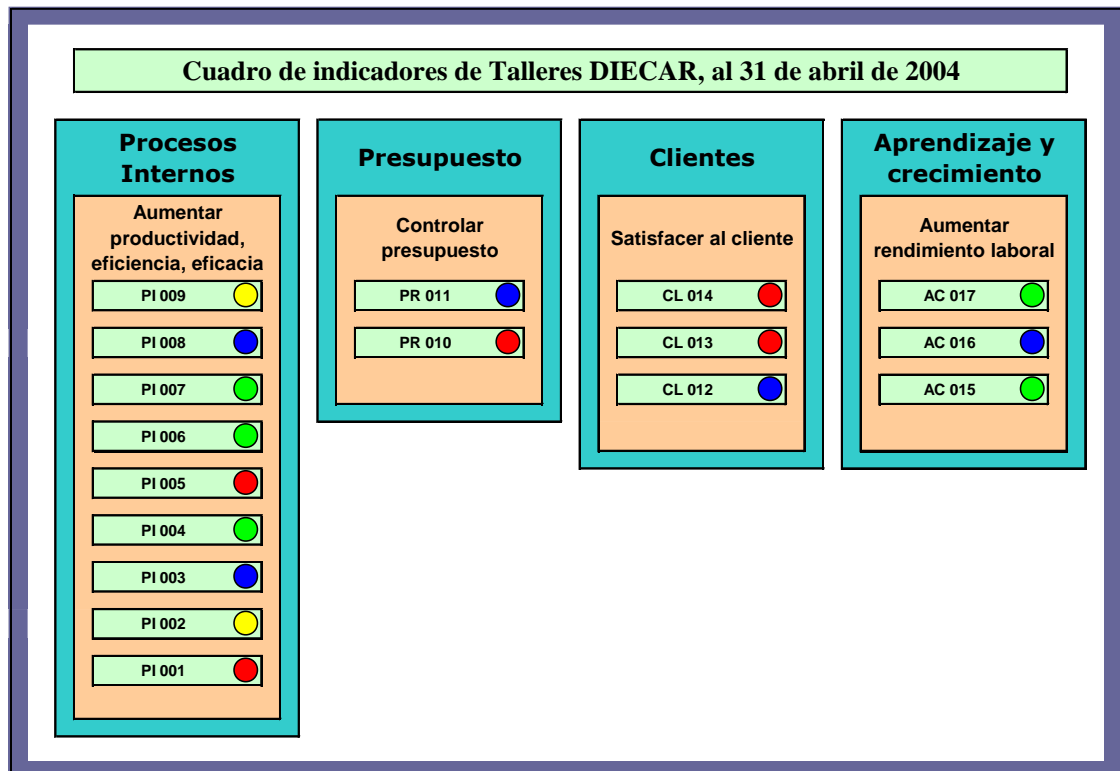 Cuadro de indicadores de Talleres DIECAR, al 31 de abril de 2004
Procesos
Internos
Aumentar
productividad,
eficiencia, eficacia
PI 009
PI 008
PI 007
PI 006
PI 005
PI 004
PI 003
PI 002
PI 001
Presupuesto
Controlar
presupuesto
PR 011
PR 010
Clientes
Satisfacer al cliente
CL 014
CL 013
CL 012
Aprendizaje y
crecimiento
Aumentar
rendimiento laboral
AC 017
AC 016
AC 015